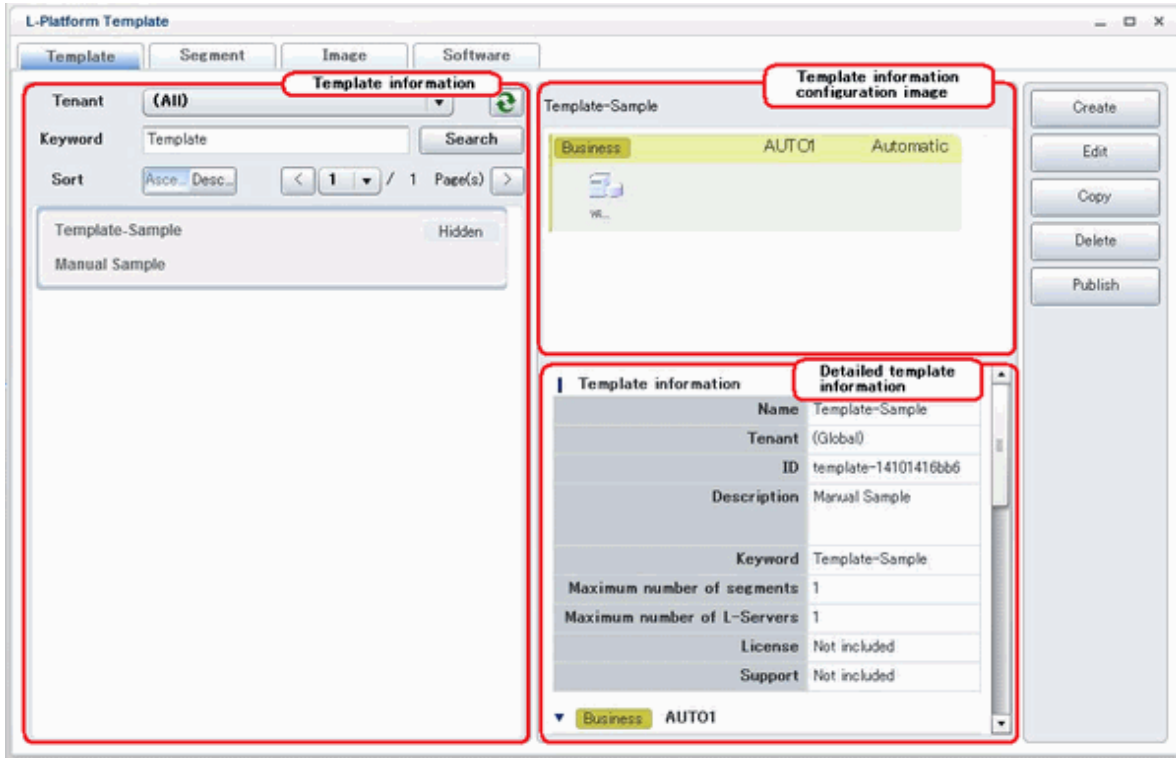 L-Platform Template
Template Segment Image Software
Template information
Tenant (All)
Keyword Template Search
Sort Asce... Desc... < 1 / 1 Page(s) >
Template-Sample Hidden
Manual Sample
Template information
configuration image
Template-Sample
Business AUTO1 Automatic
Detailed template
information
Template information
Name Template-Sample
Tenant (Global)
ID template-14101416bb6
Description Manual Sample
Keyword Template-Sample
Maximum number of segments 1
Maximum number of L-Servers 1
License Not included
Support Not included
Business AUTO1
Create
Edit
Copy
Delete
Publish